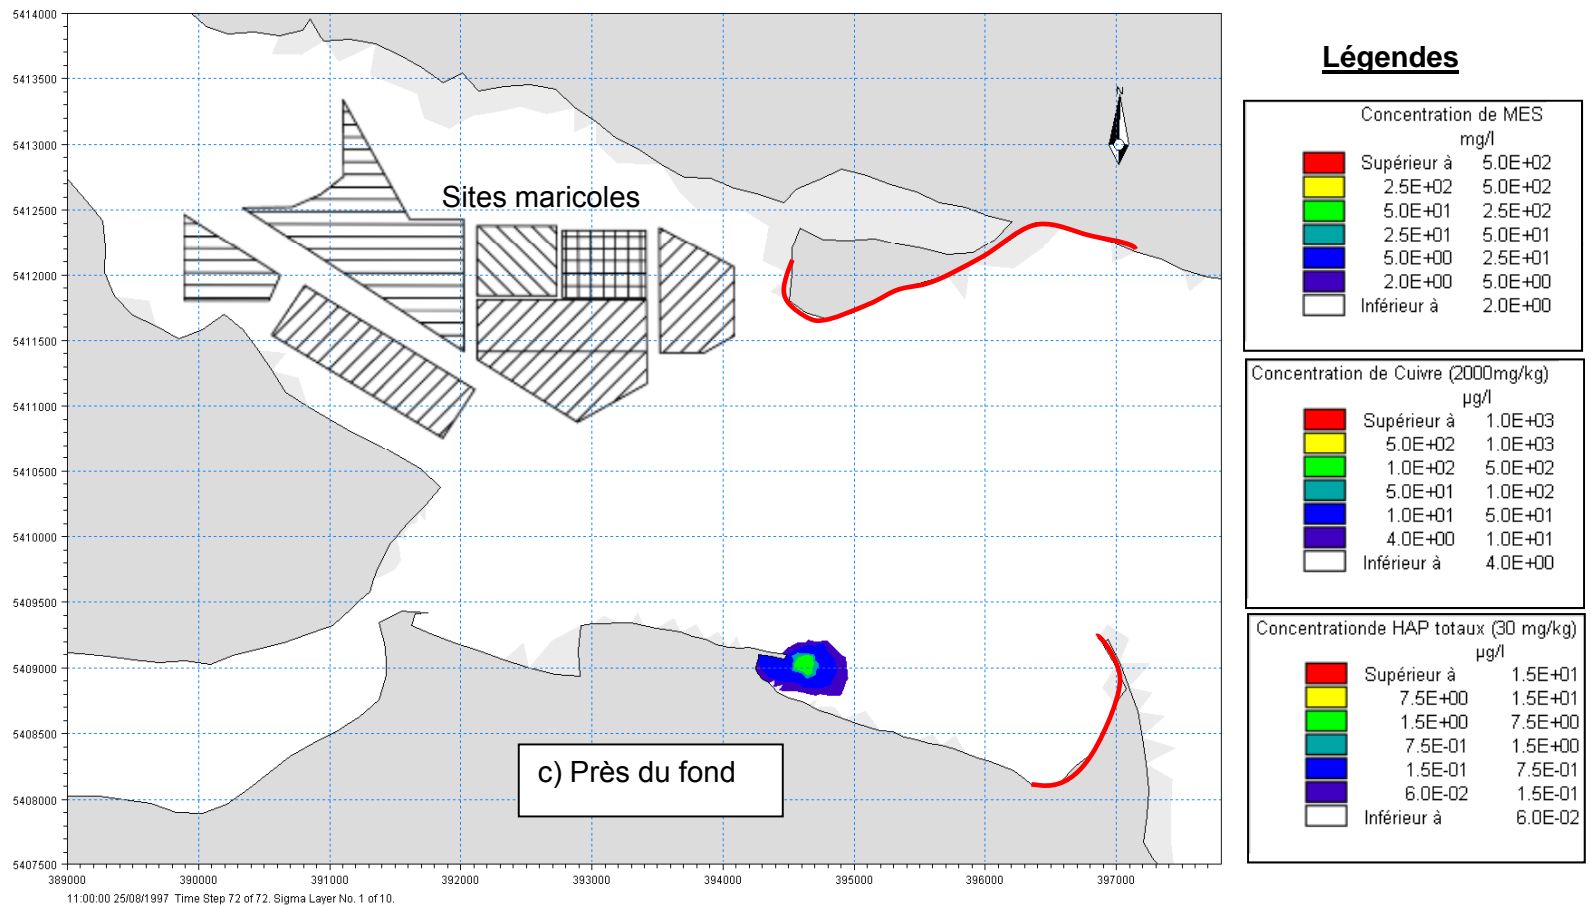 5414000
5413500
5413000
5412500
5412000
5411500
5411000
5410500
5410000
5409500
5409000
5408500
5408000
5407500
389000 390000 391000 392000 393000 394000 395000 396000 397000
11:00:00 25/08/1997 Time Step 72 of 72. Sigma Layer No. 1 of 10.
N
Sites maricoles
c) Près du fond
Légendes
Concentration de MES
mg/l
Supérieur à 5.0E+02
2.5E+02 5.0E+02
5.0E+01 2.5E+02
2.5E+01 5.0E+01
5.0E+00 2.5E+01
2.0E+00 5.0E+00
Inférieur à 2.0E+00
Concentration de Cuivre (2000mg/kg)
µg/l
Supérieur à 1.0E+03
5.0E+02 1.0E+03
1.0E+02 5.0E+02
5.0E+01 1.0E+02
1.0E+01 5.0E+01
4.0E+00 1.0E+01
Inférieur à 4.0E+00
Concentrationde HAP totaux (30 mg/kg)
µg/l
Supérieur à 1.5E+01
7.5E+00 1.5E+01
1.5E+00 7.5E+00
7.5E-01 1.5E+00
1.5E-01 7.5E-01
6.0E-02 1.5E-01
Inférieur à 6.0E-02